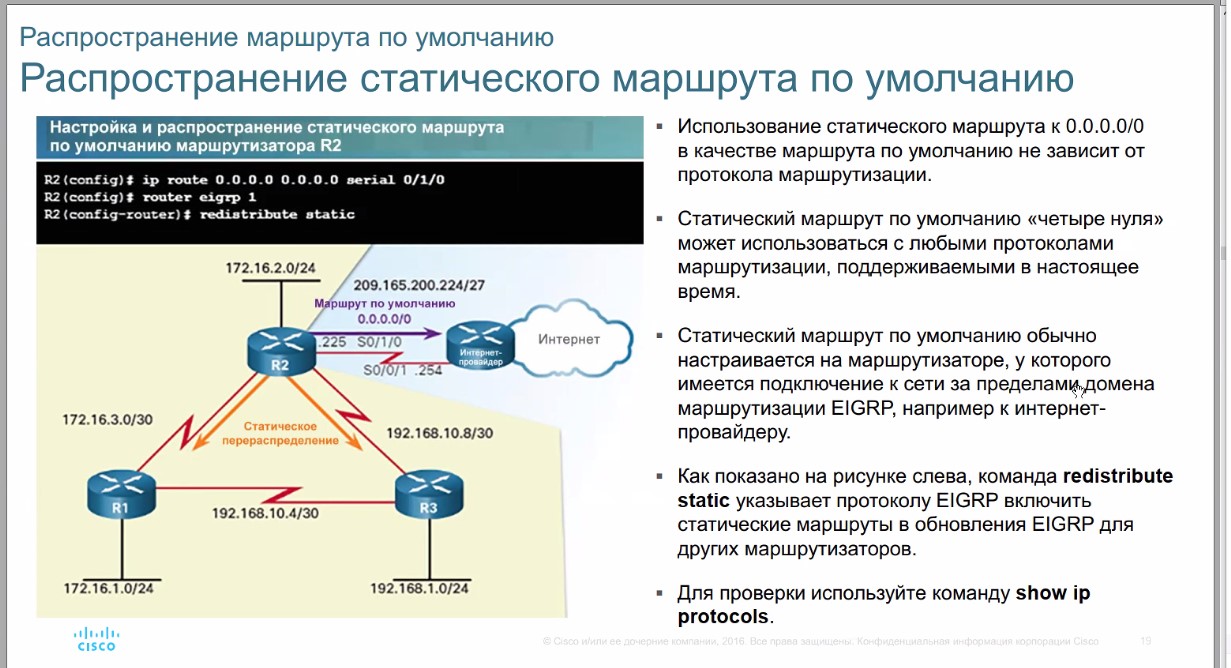 Распространение маршрута по умолчанию
Распространение статического маршрута по умолчанию
Настройка и распространение статического маршрута
по умолчанию маршрутизатора R2
R2(config)# ip route 0.0.0.0 0.0.0.0 serial 0/1/0
R2(config)# router eigrp 1
R2(config-router)# redistribute static
172.16.2.0/24
209.165.200.224/27
Маршрут по умолчанию
0.0.0.0/0
.225 S0/1/0
R2
Интернет-
провайдер
Интернет
S0/0/1 .254
172.16.3.0/30
Статическое
перераспределение
192.168.10.8/30
R1
R3
192.168.10.4/30
172.16.1.0/24
192.168.1.0/24
▪ Использование статического маршрута к 0.0.0.0/0
в качестве маршрута по умолчанию не зависит от
протокола маршрутизации.
▪ Статический маршрут по умолчанию «четыре нуля»
может использоваться с любыми протоколами
маршрутизации, поддерживаемыми в настоящее
время.
▪ Статический маршрут по умолчанию обычно
настраивается на маршрутизаторе, у которого
имеется подключение к сети за пределами домена
маршрутизации EIGRP, например к интернет-
провайдеру.
▪ Как показано на рисунке слева, команда redistribute
static указывает протоколу EIGRP включить
статические маршруты в обновления EIGRP для
других маршрутизаторов.
▪ Для проверки используйте команду show ip
protocols.
CISCO
© Cisco и/или ее дочерние компании, 2016. Все права защищены. Конфиденциальная информация корпорации Cisco
19